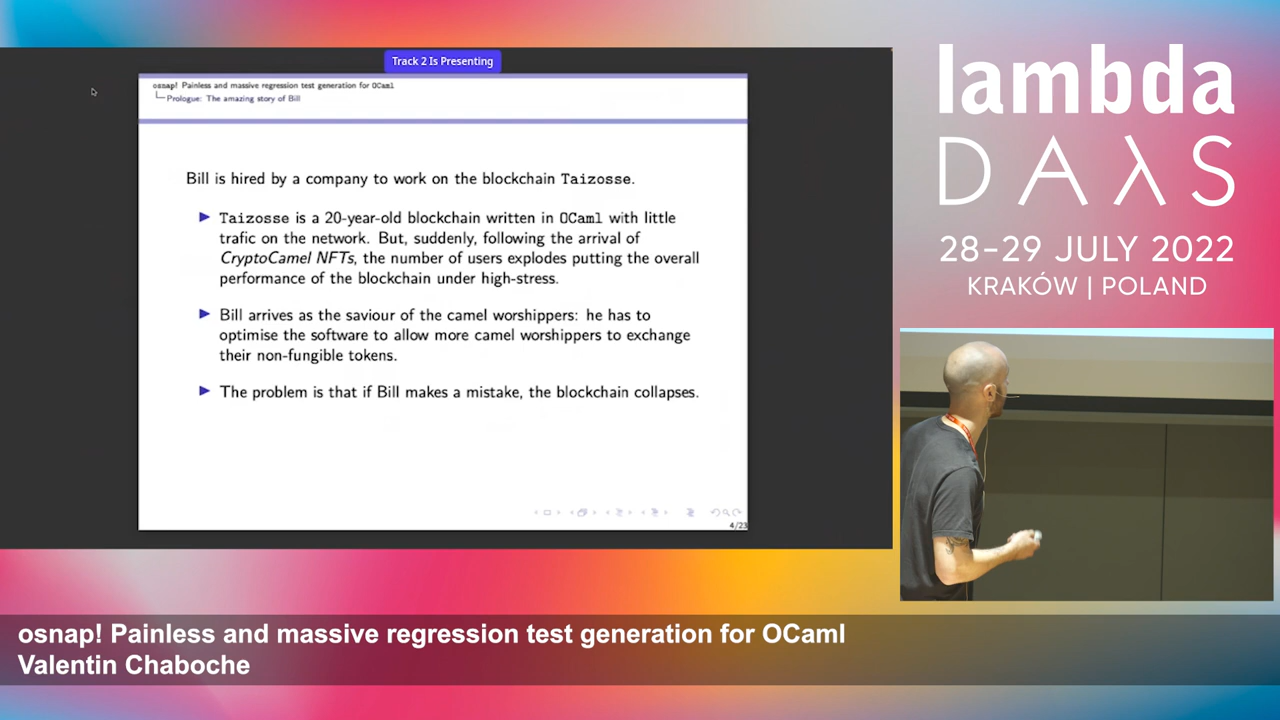 Track 2 Is Presenting
osnap! Painless and massive regression test generation for OCaml
Prologue: The amazing story of Bill
Bill is hired by a company to work on the blockchain Taizosse.
Taizosse is a 20-year-old blockchain written in OCaml with little
trafic on the network. But, suddenly, following the arrival of
CryptoCamel NFTs, the number of users explodes putting the overall
performance of the blockchain under high-stress.
Bill arrives as the saviour of the camel worshippers: he has to
optimise the software to allow more camel worshippers to exchange
their non-fungible tokens.
The problem is that if Bill makes a mistake, the blockchain collapses.
4/23
lambda
DAλS
28–29 JULY 2022
KRAKÓW | POLAND
osnap! Painless and massive regression test generation for OCaml
Valentin Chaboche